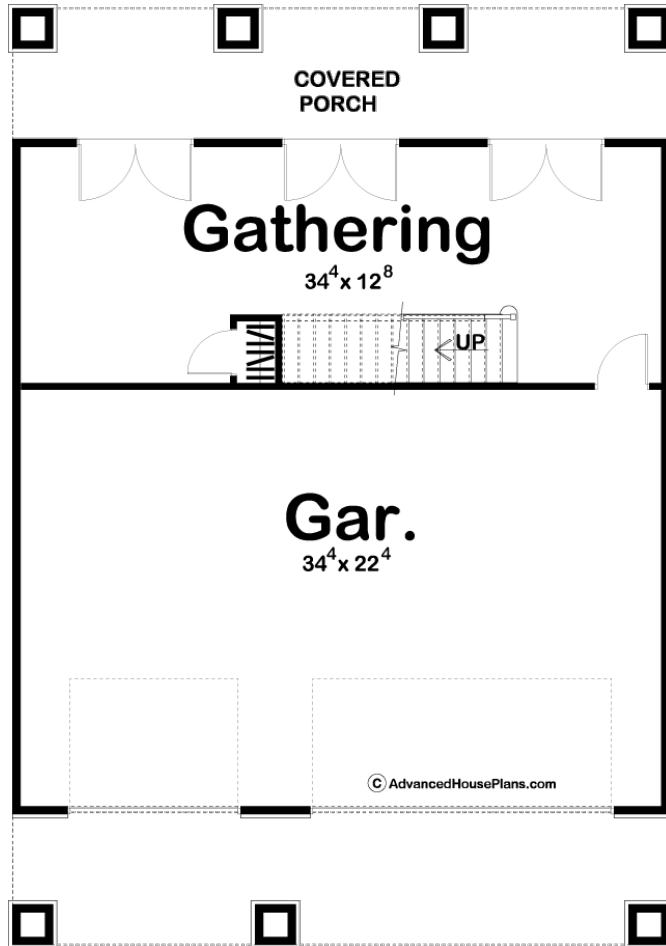 COVERED
PORCH
Gathering
34⁴ x 12⁸
UP
Gar.
34⁴ x 22⁴
© AdvancedHousePlans.com